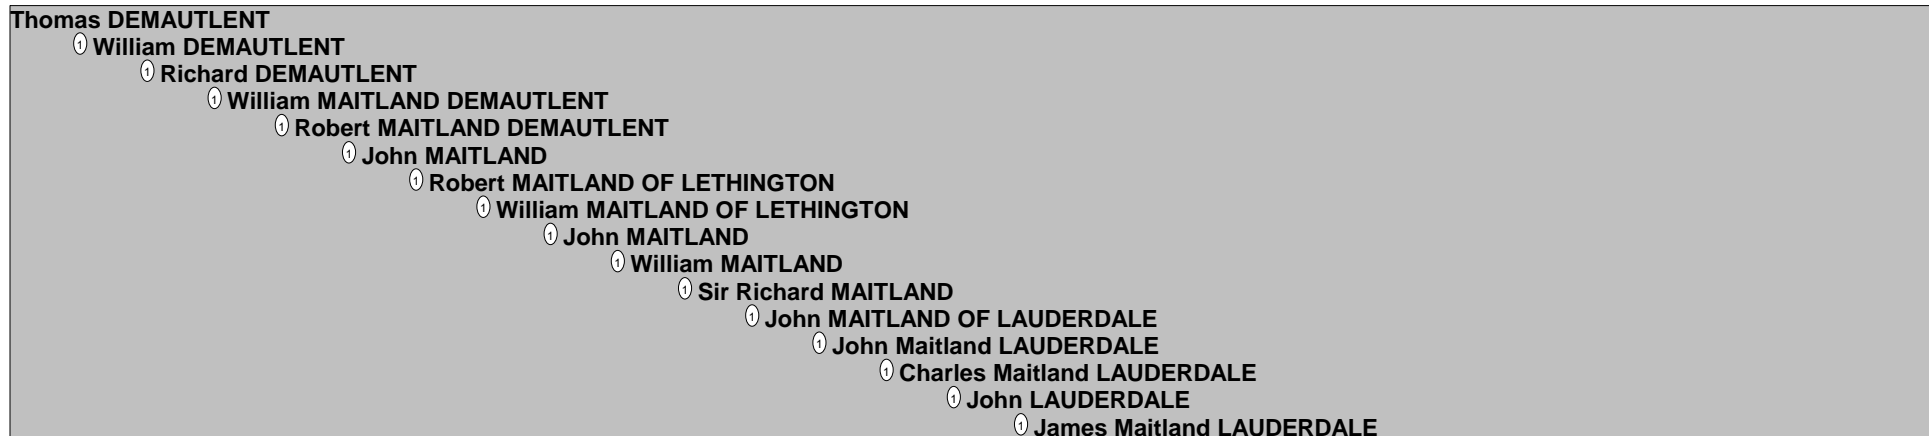 Thomas DEMAUTLENT
1 William DEMAUTLENT
1 Richard DEMAUTLENT
1 William MAITLAND DEMAUTLENT
1 Robert MAITLAND DEMAUTLENT
1 John MAITLAND
1 Robert MAITLAND OF LETHINGTON
1 William MAITLAND OF LETHINGTON
1 John MAITLAND
1 William MAITLAND
1 Sir Richard MAITLAND
1 John MAITLAND OF LAUDERDALE
1 John Maitland LAUDERDALE
1 Charles Maitland LAUDERDALE
1 John LAUDERDALE
1 James Maitland LAUDERDALE